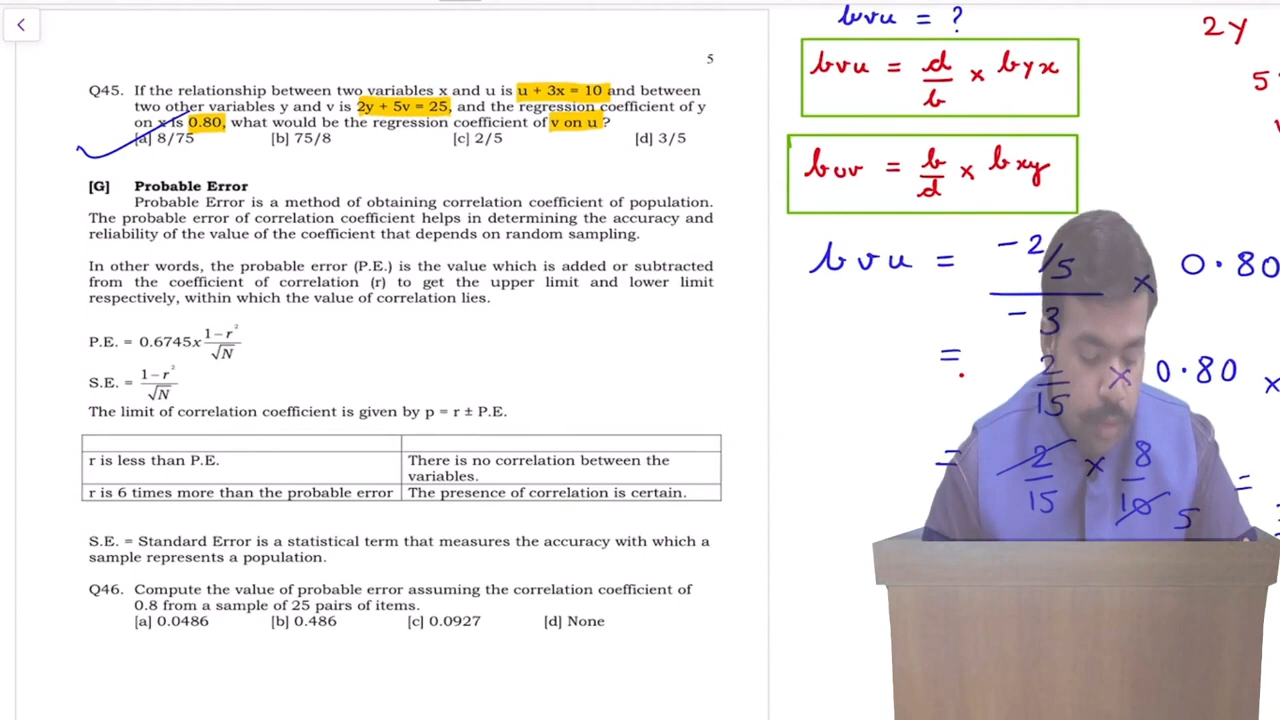 5
Q45. If the relationship between two variables x and u is u + 3x = 10 and between
two other variables y and v is 2y + 5v = 25, and the regression coefficient of y
on x is 0.80, what would be the regression coefficient of v on u ?
[a] 8/75 [b] 75/8 [c] 2/5 [d] 3/5
[G] Probable Error
Probable Error is a method of obtaining correlation coefficient of population.
The probable error of correlation coefficient helps in determining the accuracy and
reliability of the value of the coefficient that depends on random sampling.
In other words, the probable error (P.E.) is the value which is added or subtracted
from the coefficient of correlation (r) to get the upper limit and lower limit
respectively, within which the value of correlation lies.
P.E. = 0.6745x (1−r²)/√N
S.E. = (1−r²)/√N
The limit of correlation coefficient is given by p = r ± P.E.
r is less than P.E. There is no correlation between the
variables.
r is 6 times more than the probable error The presence of correlation is certain.
S.E. = Standard Error is a statistical term that measures the accuracy with which a
sample represents a population.
Q46. Compute the value of probable error assuming the correlation coefficient of
0.8 from a sample of 25 pairs of items.
[a] 0.0486 [b] 0.486 [c] 0.0927 [d] None
bvu = ?
bvu = d/b × byx
buv = b/d × bxy
bvu = (−2/5)/(−3) × 0.80
= 2/15 × 0.80 ×
= 2/15 × 8/10 5 =
2y
5